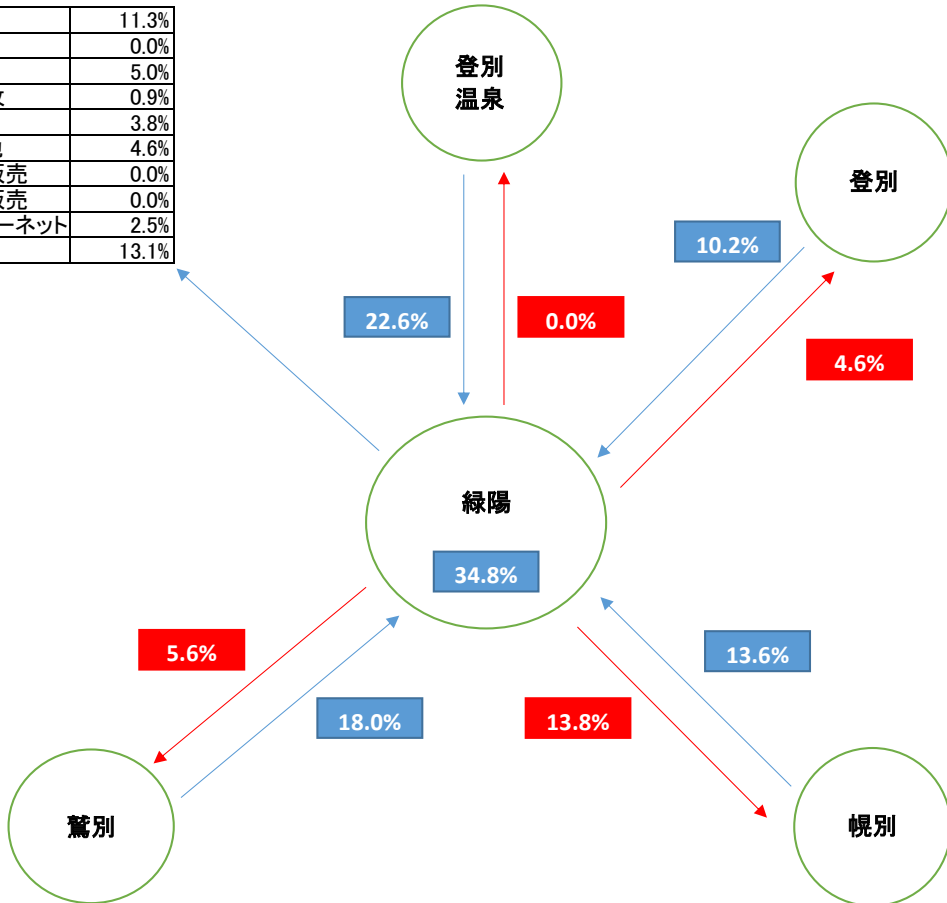 11.3%
0.0%
5.0%
0.9%
3.8%
4.6%
販売 0.0%
販売 0.0%
ーネット 2.5%
13.1%
登別
温泉
登別
10.2%
22.6%
0.0%
4.6%
緑陽
34.8%
5.6%
13.6%
18.0%
13.8%
鷲別
幌別